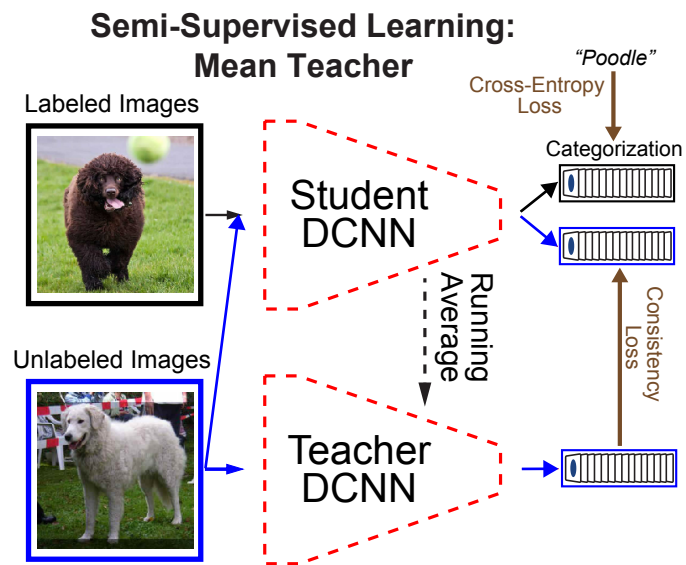 Semi-Supervised Learning:
Mean Teacher
Labeled Images
“Poodle”
Cross-Entropy
Loss
Categorization
Student
DCNN
Running
Average
Consistency
Loss
Unlabeled Images
Teacher
DCNN